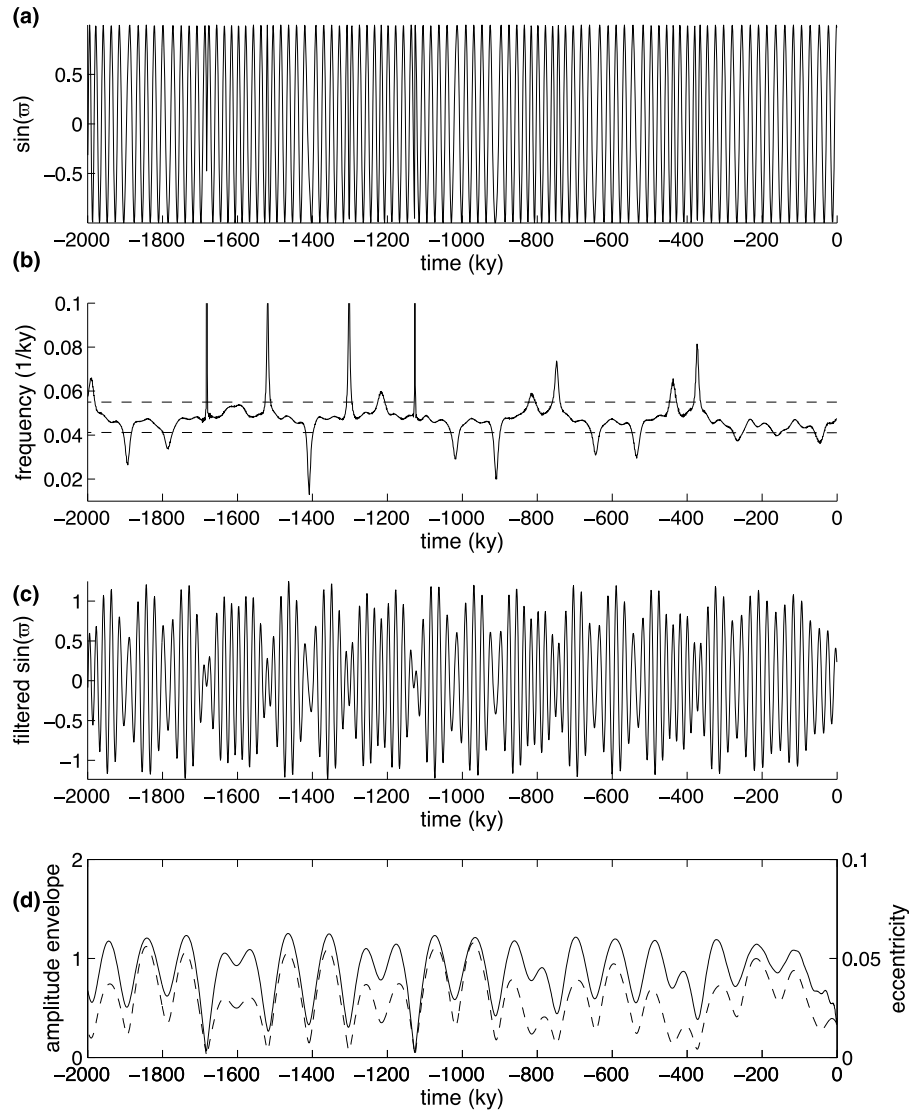 (a)
sin(ϖ)
0.5
0
−0.5
−2000 −1800 −1600 −1400 −1200 −1000 −800 −600 −400 −200 0
time (ky)
(b)
frequency (1/ky)
0.1
0.08
0.06
0.04
0.02
−2000 −1800 −1600 −1400 −1200 −1000 −800 −600 −400 −200 0
time (ky)
(c)
filtered sin(ϖ)
1
0.5
0
−0.5
−1
−2000 −1800 −1600 −1400 −1200 −1000 −800 −600 −400 −200 0
time (ky)
(d)
amplitude envelope
2
1
0
0.1
0.05
0
eccentricity
−2000 −1800 −1600 −1400 −1200 −1000 −800 −600 −400 −200 0
time (ky)